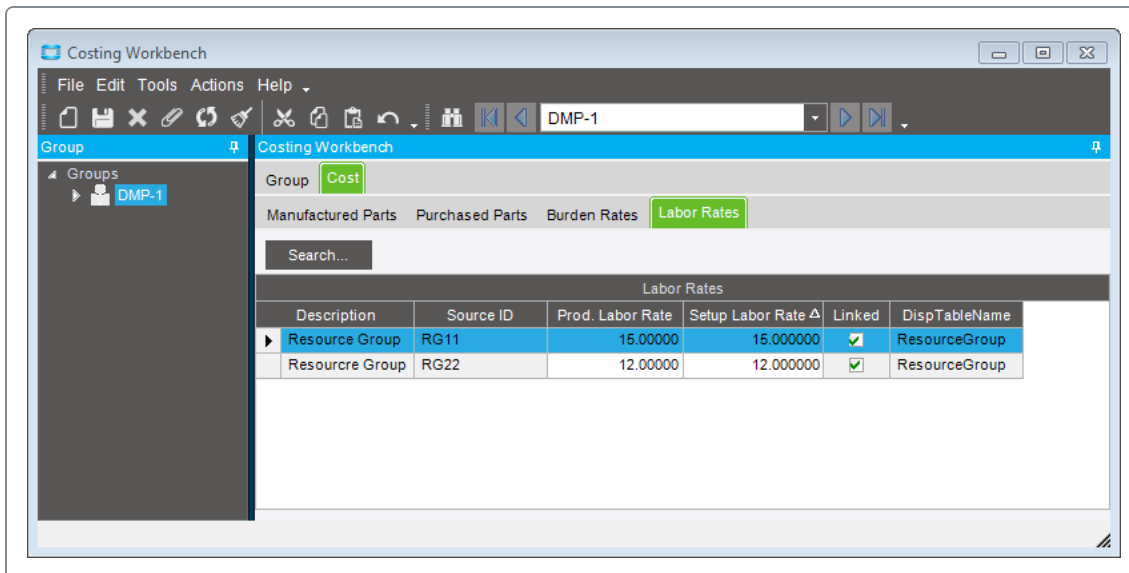 Costing Workbench
File Edit Tools Actions Help
DMP-1
Group
Costing Workbench
Groups
DMP-1
Group Cost
Manufactured Parts Purchased Parts Burden Rates Labor Rates
Search...
Labor Rates
Description Source ID Prod. Labor Rate Setup Labor Rate Linked DispTableName
Resource Group RG11 15.00000 15.000000 ResourceGroup
Resourcre Group RG22 12.00000 12.000000 ResourceGroup